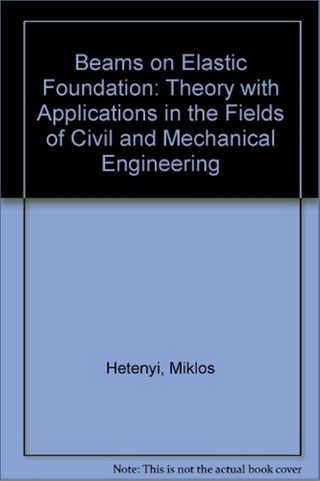 Beams on Elastic
Foundation: Theory with
Applications in the Fields
of Civil and Mechanical
Engineering
Hetenyi, Miklos
Note: This is not the actual book cover